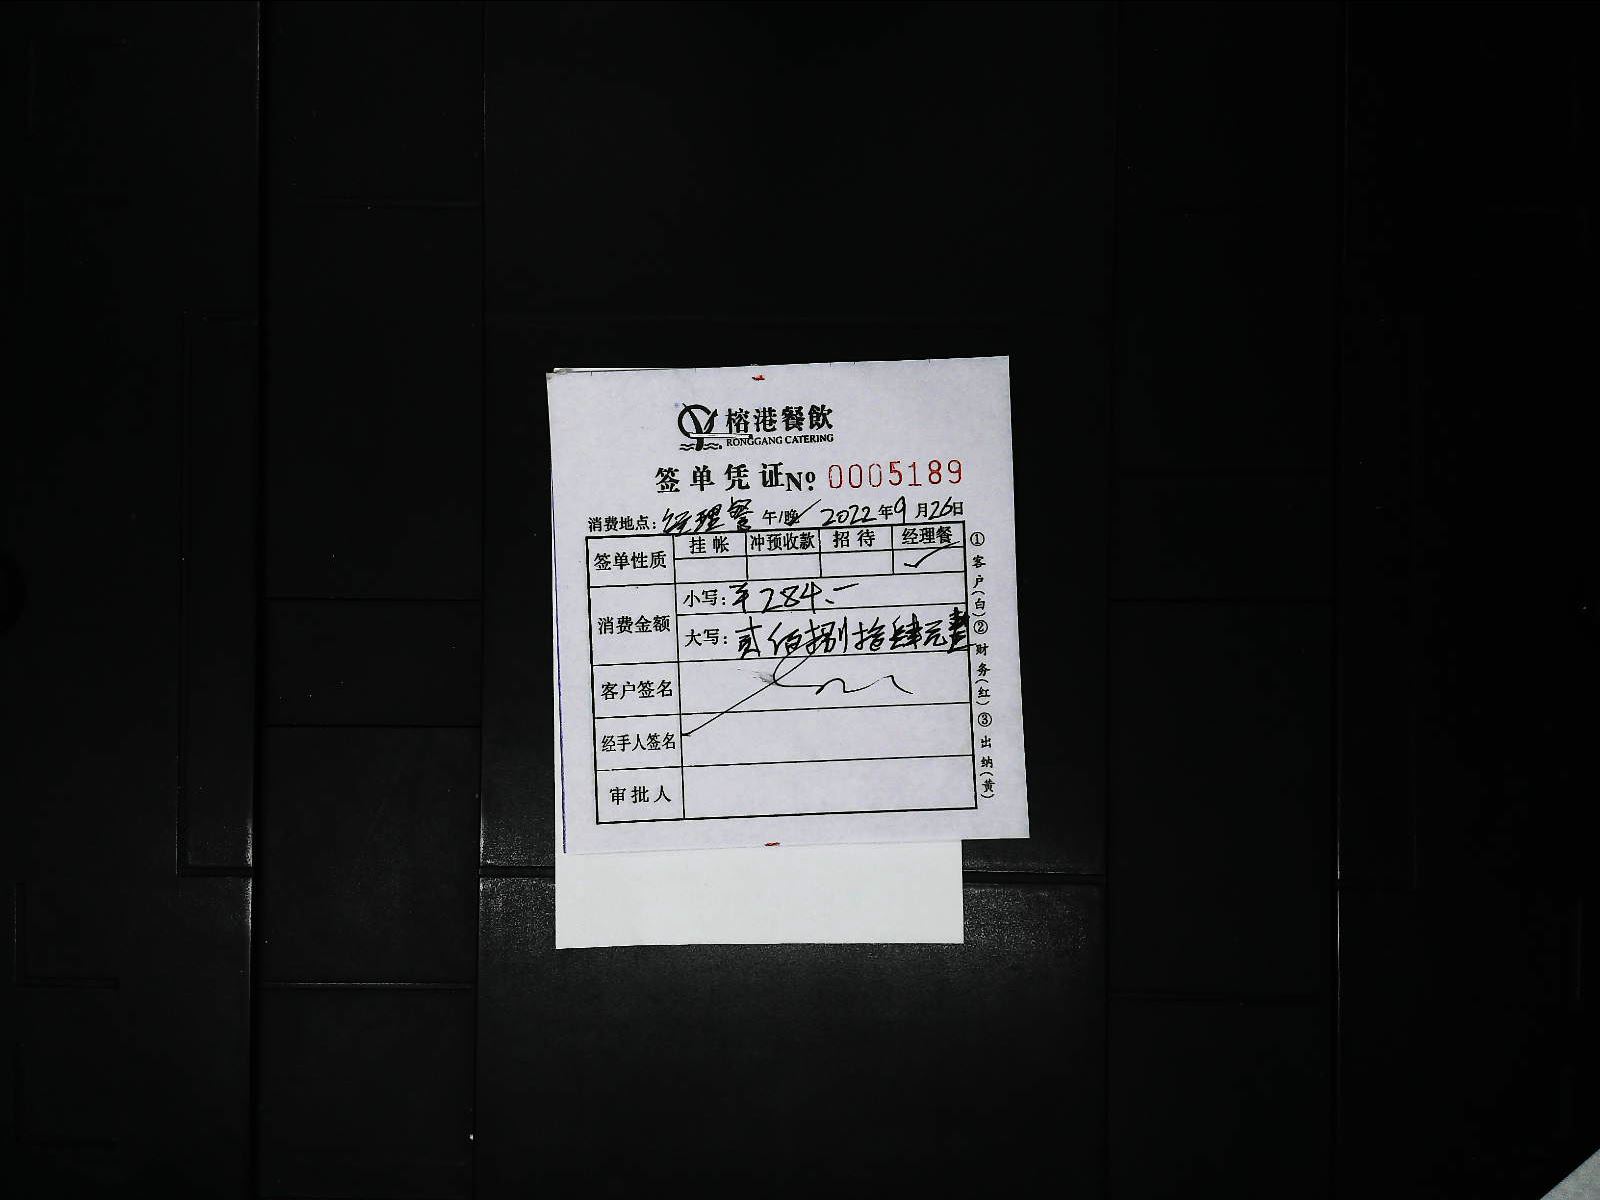 榕港餐飲
RONGGANG CATERING
签单凭证 Nº 0005189
消费地点: 经理餐 午/晚 2022年9月26日
签单性质 挂帐 冲预收款 招待 经理餐
✓
消费金额 小写: ¥284.一
大写: 贰佰捌拾肆元整
客户签名
经手人签名
审批人
①客户(白)②财务(红)③出纳(黄)